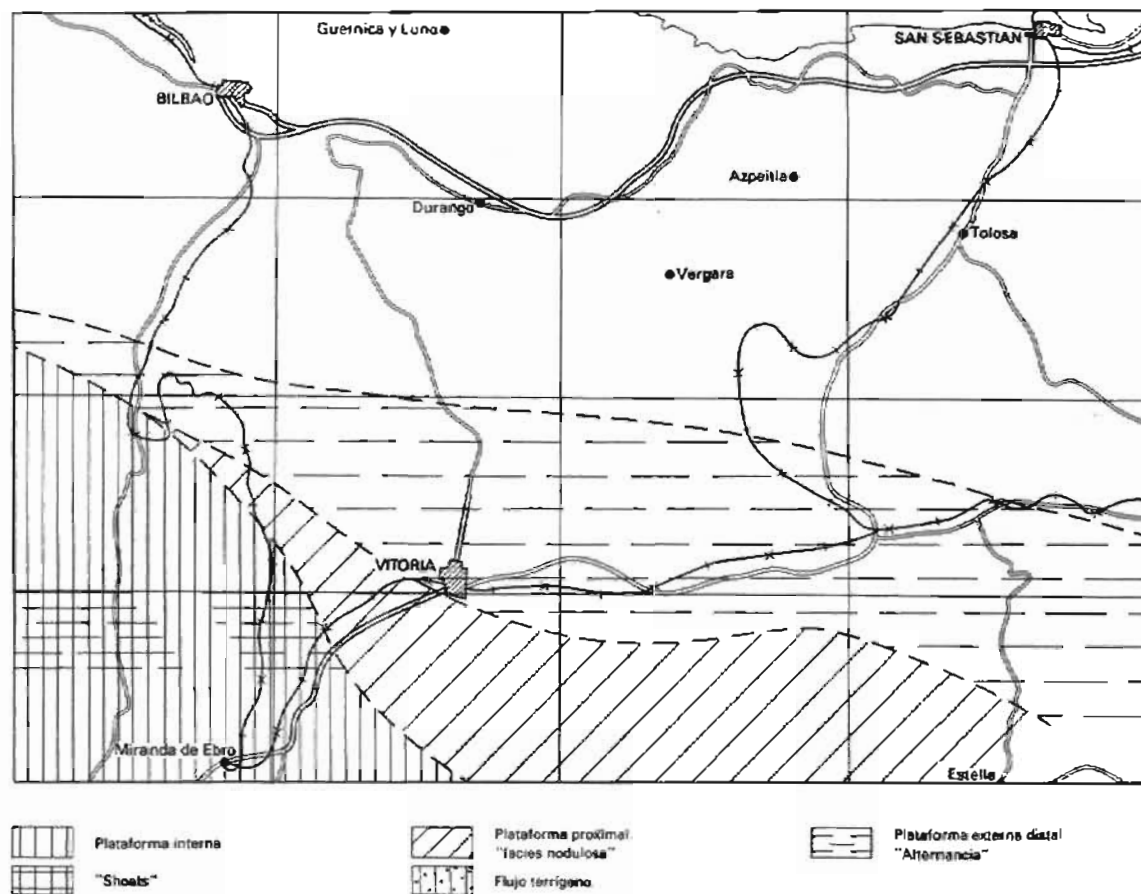 Guernica y Luno
SAN SEBASTIAN
BILBAO
Azpeitia
Durango
Tolosa
Vergara
VITORIA
Miranda de Ebro
Estella
Plataforma interna
"Shoals"
Plataforma proximal
"facies nodulosa"
Flujo terrígeno
Plataforma externa distal
"Alternancia"